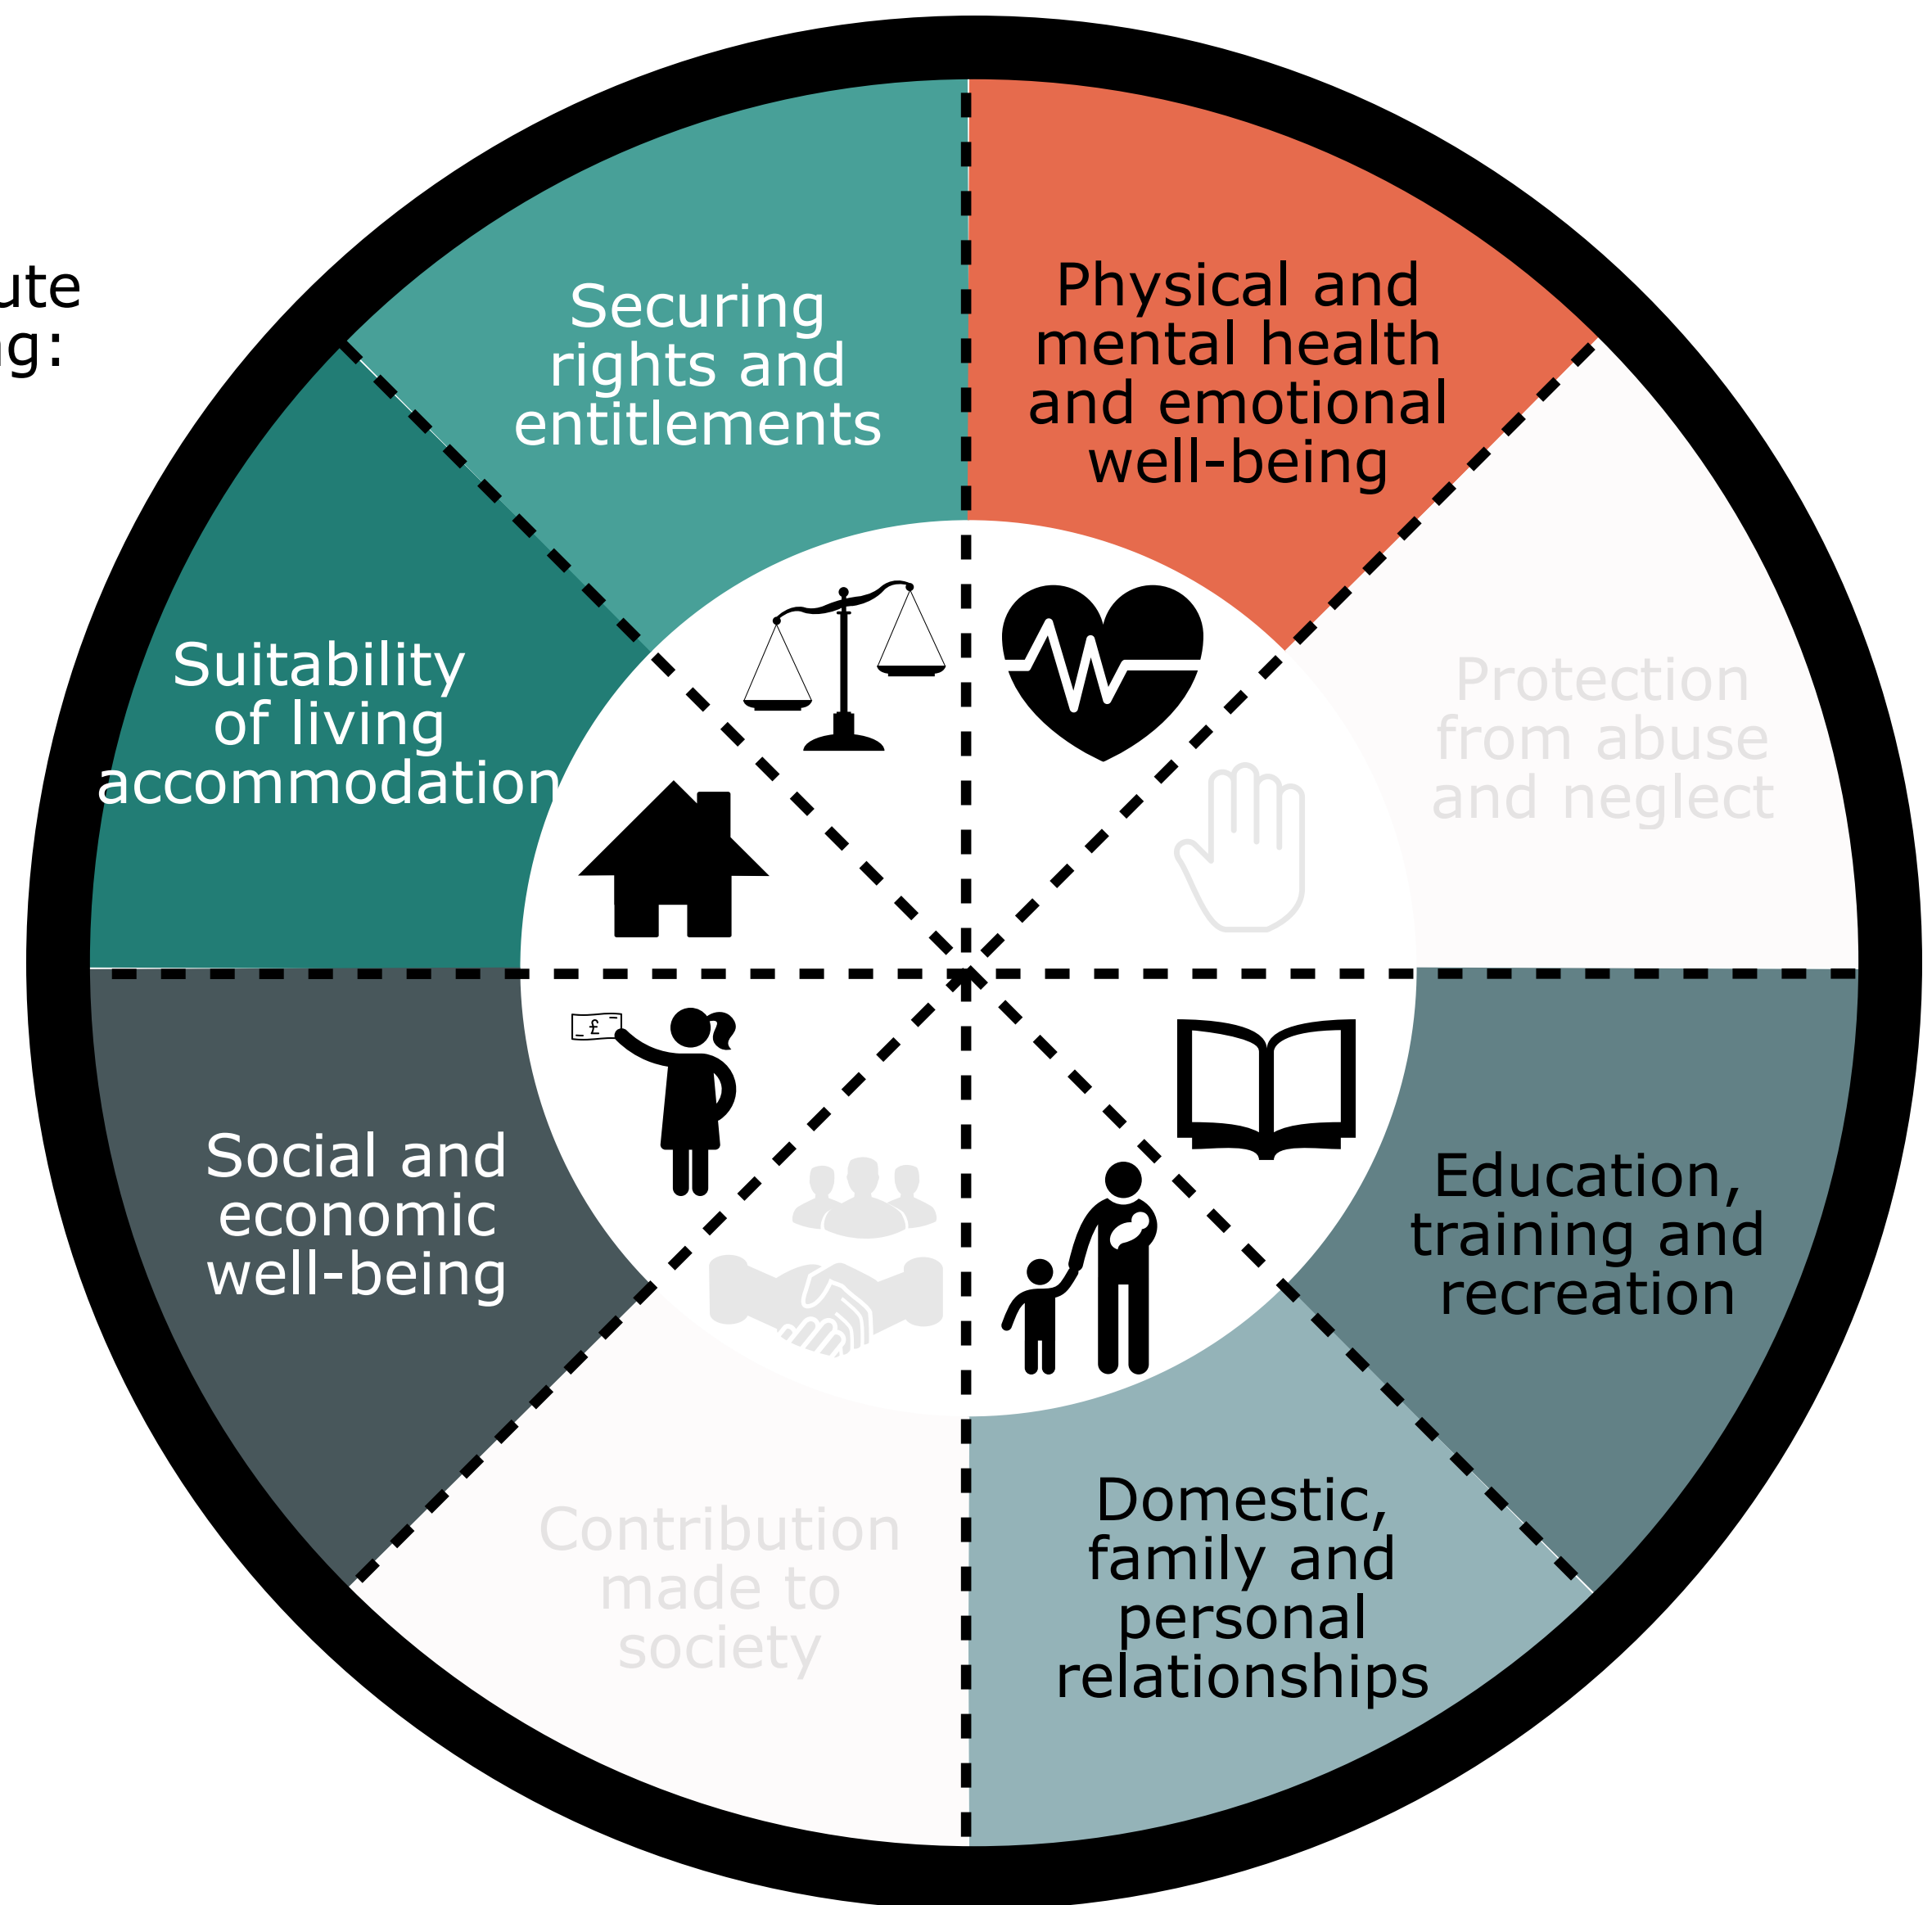 Securing
rights and
entitlements
Physical and
mental health
and emotional
well-being
Protection
from abuse
and neglect
Education,
training and
recreation
Domestic,
family and
personal
relationships
Contribution
made to
society
Social and
economic
well-being
£
Suitability
of living
accommodation